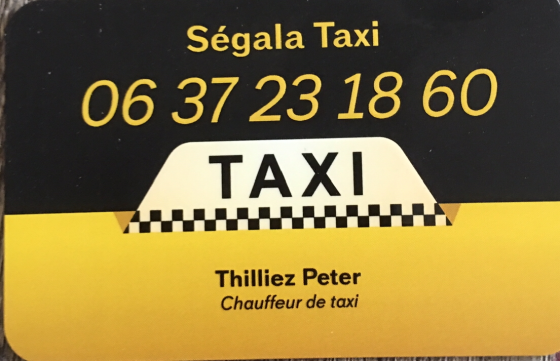 Ségala Taxi
06 37 23 18 60
TAXI
Thilliez Peter
Chauffeur de taxi